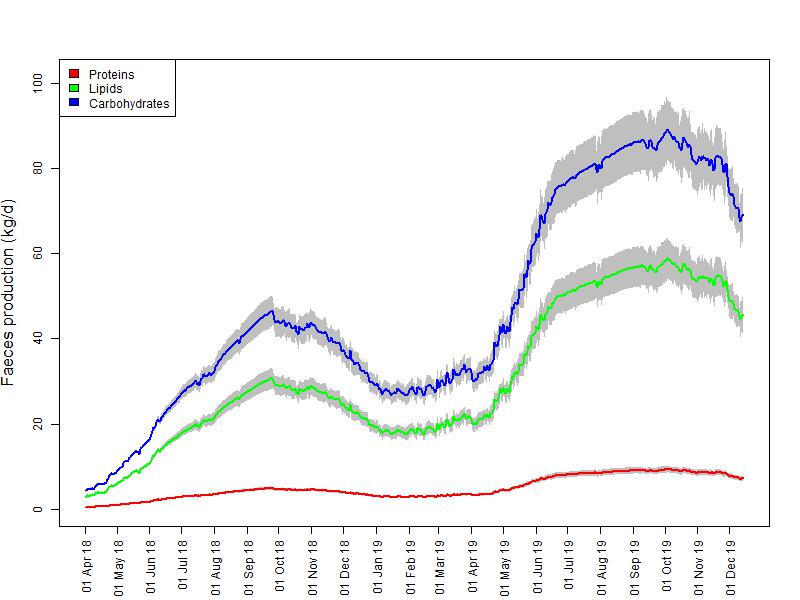 Proteins
Lipids
Carbohydrates
Faeces production (kg/d)
100
80
60
40
20
0
01 Apr 18
01 May 18
01 Jun 18
01 Jul 18
01 Aug 18
01 Sep 18
01 Oct 18
01 Nov 18
01 Dec 18
01 Jan 19
01 Feb 19
01 Mar 19
01 Apr 19
01 May 19
01 Jun 19
01 Jul 19
01 Aug 19
01 Sep 19
01 Oct 19
01 Nov 19
01 Dec 19